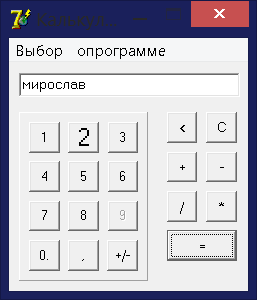 Выбор опрограмме
мирослав
1 2 3 < С
4 5 6 + -
7 8 9 / *
0. , +/- =